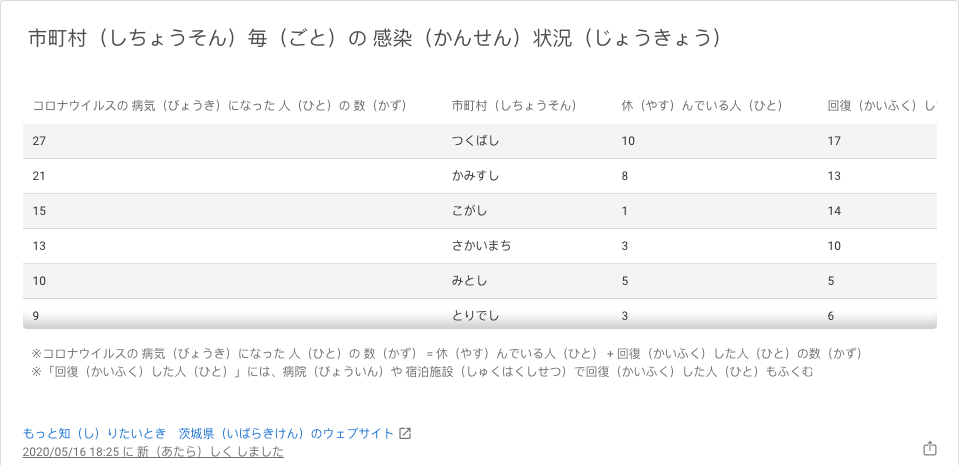 市町村（しちょうそん）毎（ごと）の 感染（かんせん）状況（じょうきょう）
コロナウイルスの 病気（びょうき）になった 人（ひと）の 数（かず） 市町村（しちょうそん） 休（やす）んでいる人（ひと） 回復（かいふく）し
27 つくばし 10 17
21 かみすし 8 13
15 こがし 1 14
13 さかいまち 3 10
10 みとし 5 5
9 とりでし 3 6
※コロナウイルスの 病気（びょうき）になった 人（ひと）の 数（かず） = 休（やす）んでいる人（ひと） + 回復（かいふく）した人（ひと）の数（かず）
※「回復（かいふく）した人（ひと）」には、病院（びょういん）や 宿泊施設（しゅくはくしせつ）で回復（かいふく）した人（ひと）もふくむ
もっと知（し）りたいとき　茨城県（いばらきけん）のウェブサイト
2020/05/16 18:25 に 新（あたら）しく しました